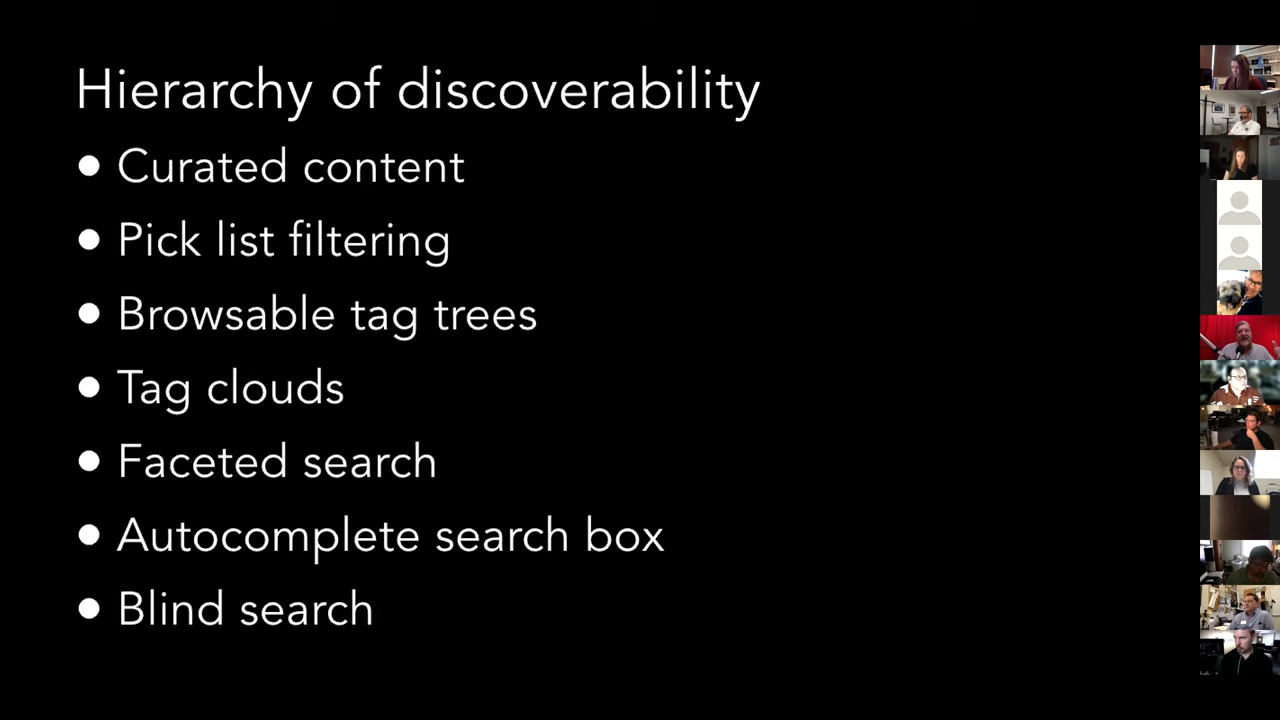 Hierarchy of discoverability
● Curated content
● Pick list filtering
● Browsable tag trees
● Tag clouds
● Faceted search
● Autocomplete search box
● Blind search